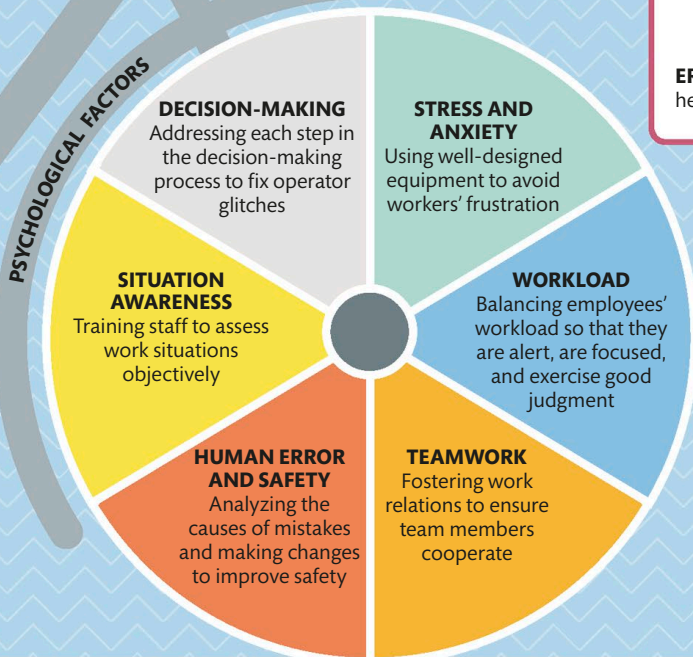 PSYCHOLOGICAL FACTORS
DECISION-MAKING
Addressing each step in
the decision-making
process to fix operator
glitches
STRESS AND
ANXIETY
Using well-designed
equipment to avoid
workers' frustration
WORKLOAD
Balancing employees'
workload so that they
are alert, are focused,
and exercise good
judgment
TEAMWORK
Fostering work
relations to ensure
team members
cooperate
HUMAN ERROR
AND SAFETY
Analyzing the
causes of mistakes
and making changes
to improve safety
SITUATION
AWARENESS
Training staff to assess
work situations
objectively